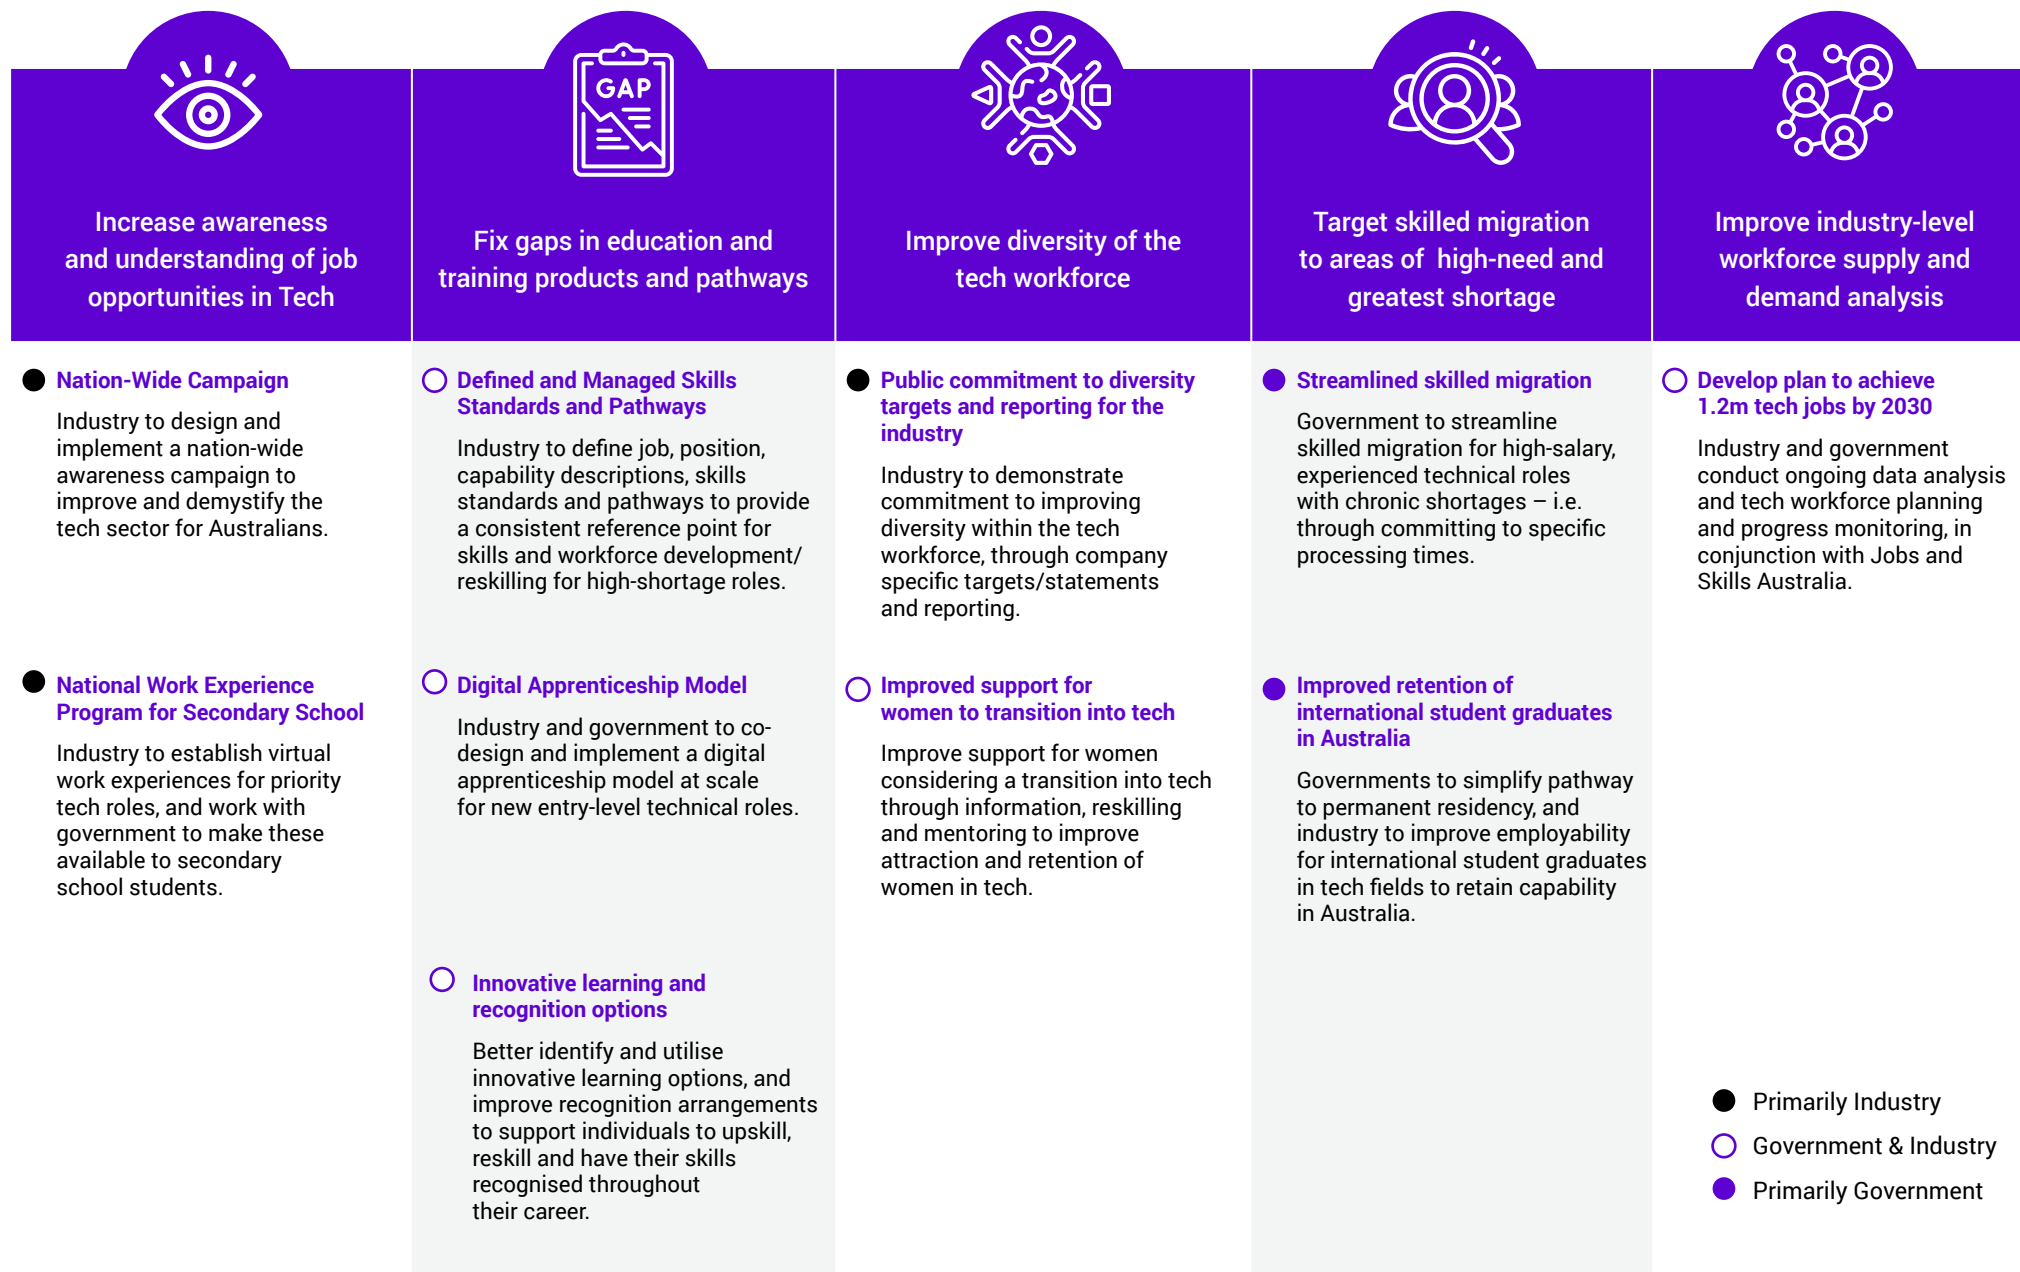 GAP
Increase awareness
and understanding of job
opportunities in Tech
Fix gaps in education and
training products and pathways
Improve diversity of the
tech workforce
Target skilled migration
to areas of high-need and
greatest shortage
Improve industry-level
workforce supply and
demand analysis
Nation-Wide Campaign
Industry to design and
implement a nation-wide
awareness campaign to
improve and demystify the
tech sector for Australians.
National Work Experience
Program for Secondary School
Industry to establish virtual
work experiences for priority
tech roles, and work with
government to make these
available to secondary
school students.
Defined and Managed Skills
Standards and Pathways
Industry to define job, position,
capability descriptions, skills
standards and pathways to provide
a consistent reference point for
skills and workforce development/
reskilling for high-shortage roles.
Digital Apprenticeship Model
Industry and government to co-
design and implement a digital
apprenticeship model at scale
for new entry-level technical roles.
Innovative learning and
recognition options
Better identify and utilise
innovative learning options, and
improve recognition arrangements
to support individuals to upskill,
reskill and have their skills
recognised throughout
their career.
Public commitment to diversity
targets and reporting for the
industry
Industry to demonstrate
commitment to improving
diversity within the tech
workforce, through company
specific targets/statements
and reporting.
Improved support for
women to transition into tech
Improve support for women
considering a transition into tech
through information, reskilling
and mentoring to improve
attraction and retention of
women in tech.
Streamlined skilled migration
Government to streamline
skilled migration for high-salary,
experienced technical roles
with chronic shortages – i.e.
through committing to specific
processing times.
Improved retention of
international student graduates
in Australia
Governments to simplify pathway
to permanent residency, and
industry to improve employability
for international student graduates
in tech fields to retain capability
in Australia.
Develop plan to achieve
1.2m tech jobs by 2030
Industry and government
conduct ongoing data analysis
and tech workforce planning
and progress monitoring, in
conjunction with Jobs and
Skills Australia.
Primarily Industry
Government & Industry
Primarily Government